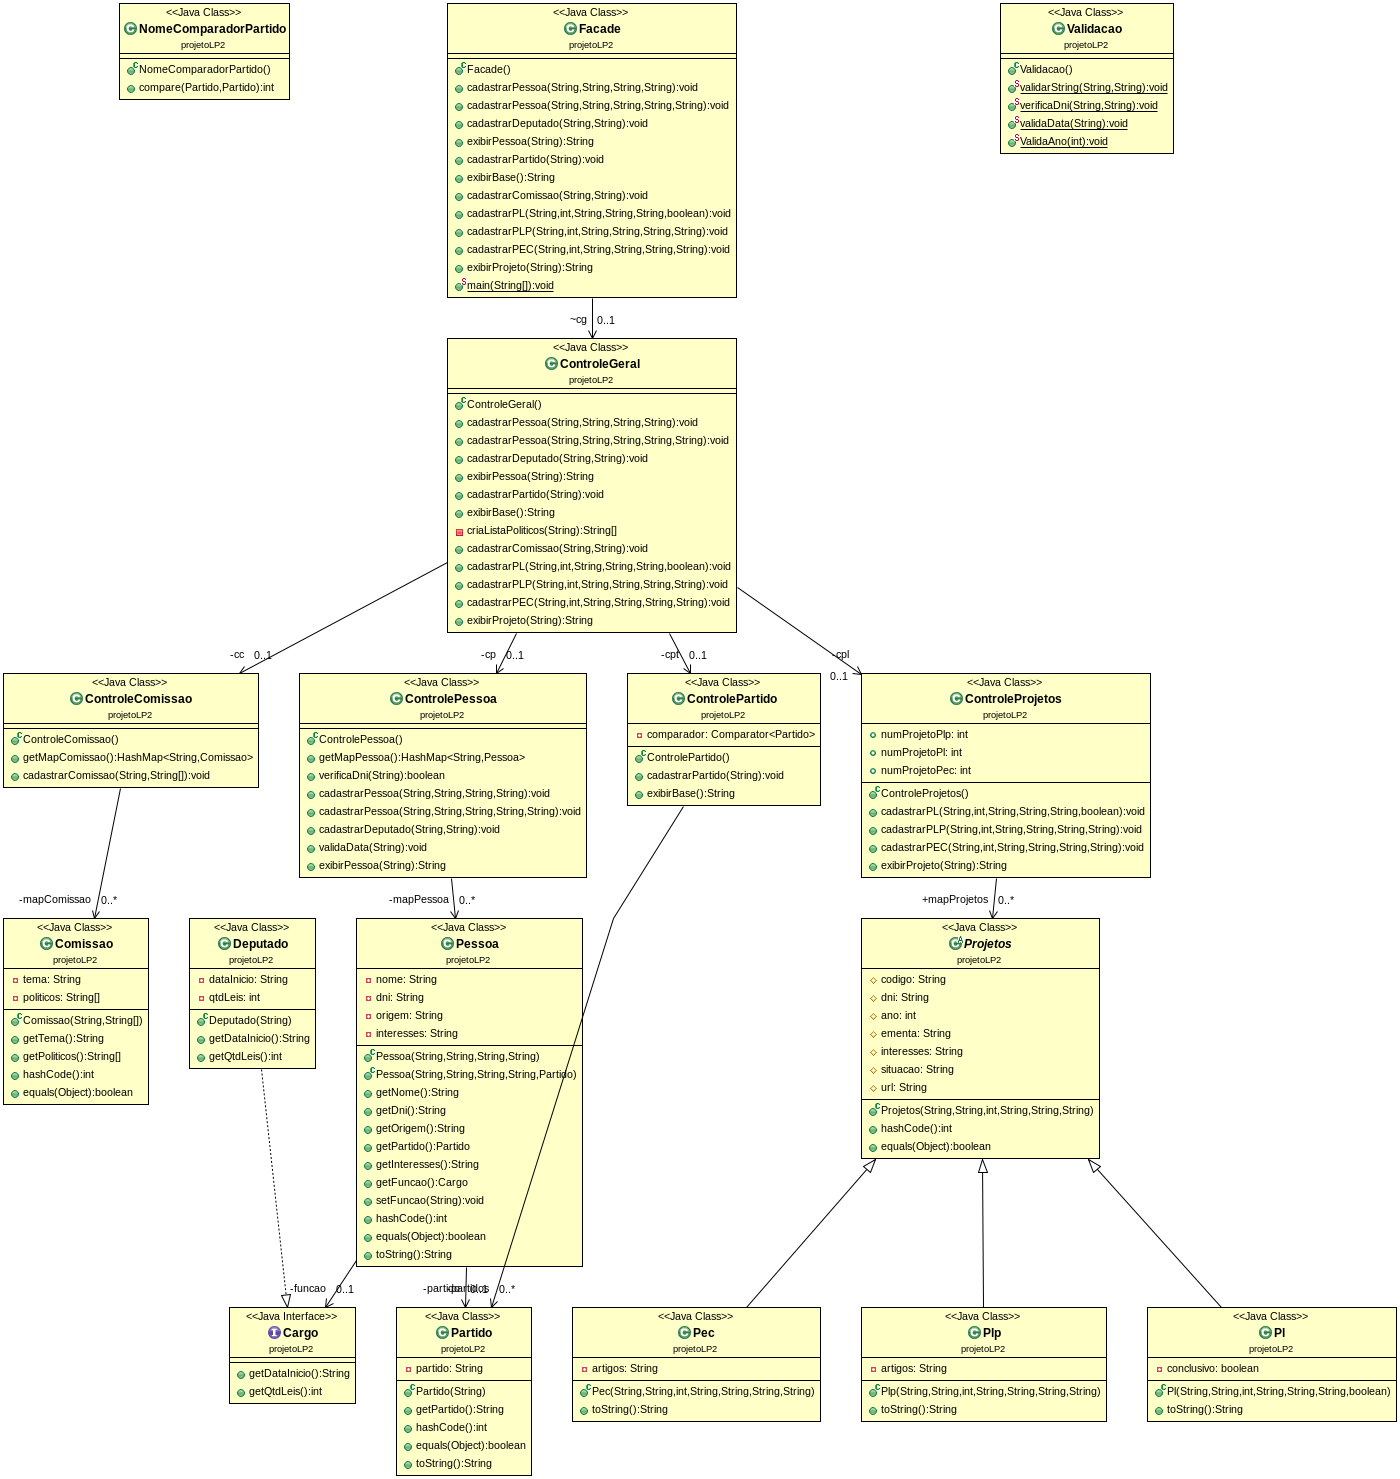 <<Java Class>>
NomeComparadorPartido
projetoLP2
NomeComparadorPartido()
compare(Partido,Partido):int
<<Java Class>>
Facade
projetoLP2
Facade()
cadastrarPessoa(String,String,String,String):void
cadastrarPessoa(String,String,String,String,String):void
cadastrarDeputado(String,String):void
exibirPessoa(String):String
cadastrarPartido(String):void
exibirBase():String
cadastrarComissao(String,String):void
cadastrarPL(String,int,String,String,String,boolean):void
cadastrarPLP(String,int,String,String,String,String):void
cadastrarPEC(String,int,String,String,String,String):void
exibirProjeto(String):String
main(String[]):void
<<Java Class>>
Validacao
projetoLP2
Validacao()
validarString(String,String):void
verificaDni(String,String):void
validaData(String):void
ValidaAno(int):void
~cg 0..1
<<Java Class>>
ControleGeral
projetoLP2
ControleGeral()
cadastrarPessoa(String,String,String,String):void
cadastrarPessoa(String,String,String,String,String):void
cadastrarDeputado(String,String):void
exibirPessoa(String):String
cadastrarPartido(String):void
exibirBase():String
criaListaPoliticos(String):String[]
cadastrarComissao(String,String):void
cadastrarPL(String,int,String,String,String,boolean):void
cadastrarPLP(String,int,String,String,String,String):void
cadastrarPEC(String,int,String,String,String,String):void
exibirProjeto(String):String
-cc 0..1
-cp 0..1
-cpt 0..1
-cpl
0..1
<<Java Class>>
ControleComissao
projetoLP2
ControleComissao()
getMapComissao():HashMap<String,Comissao>
cadastrarComissao(String,String[]):void
<<Java Class>>
ControlePessoa
projetoLP2
ControlePessoa()
getMapPessoa():HashMap<String,Pessoa>
verificaDni(String):boolean
cadastrarPessoa(String,String,String,String):void
cadastrarPessoa(String,String,String,String,String):void
cadastrarDeputado(String,String):void
validaData(String):void
exibirPessoa(String):String
<<Java Class>>
ControlePartido
projetoLP2
comparador: Comparator<Partido>
ControlePartido()
cadastrarPartido(String):void
exibirBase():String
<<Java Class>>
ControleProjetos
projetoLP2
numProjetoPlp: int
numProjetoPl: int
numProjetoPec: int
ControleProjetos()
cadastrarPL(String,int,String,String,String,boolean):void
cadastrarPLP(String,int,String,String,String,String):void
cadastrarPEC(String,int,String,String,String,String):void
exibirProjeto(String):String
-mapComissao 0..*
-mapPessoa 0..*
+mapProjetos 0..*
<<Java Class>>
Comissao
projetoLP2
tema: String
politicos: String[]
Comissao(String,String[])
getTema():String
getPoliticos():String[]
hashCode():int
equals(Object):boolean
<<Java Class>>
Deputado
projetoLP2
dataInicio: String
qtdLeis: int
Deputado(String)
getDataInicio():String
getQtdLeis():int
<<Java Class>>
Pessoa
projetoLP2
nome: String
dni: String
origem: String
interesses: String
Pessoa(String,String,String,String)
Pessoa(String,String,String,String,Partido)
getNome():String
getDni():String
getOrigem():String
getPartido():Partido
getInteresses():String
getFuncao():Cargo
setFuncao(String):void
hashCode():int
equals(Object):boolean
toString():String
<<Java Class>>
Projetos
projetoLP2
codigo: String
dni: String
ano: int
ementa: String
interesses: String
situacao: String
url: String
Projetos(String,String,int,String,String,String)
hashCode():int
equals(Object):boolean
-funcao 0..1
-partido 0..1
-partidos 0..*
<<Java Interface>>
Cargo
projetoLP2
getDataInicio():String
getQtdLeis():int
<<Java Class>>
Partido
projetoLP2
partido: String
Partido(String)
getPartido():String
hashCode():int
equals(Object):boolean
toString():String
<<Java Class>>
Pec
projetoLP2
artigos: String
Pec(String,String,int,String,String,String,String)
toString():String
<<Java Class>>
Plp
projetoLP2
artigos: String
Plp(String,String,int,String,String,String,String)
toString():String
<<Java Class>>
Pl
projetoLP2
conclusivo: boolean
Pl(String,String,int,String,String,String,boolean)
toString():String